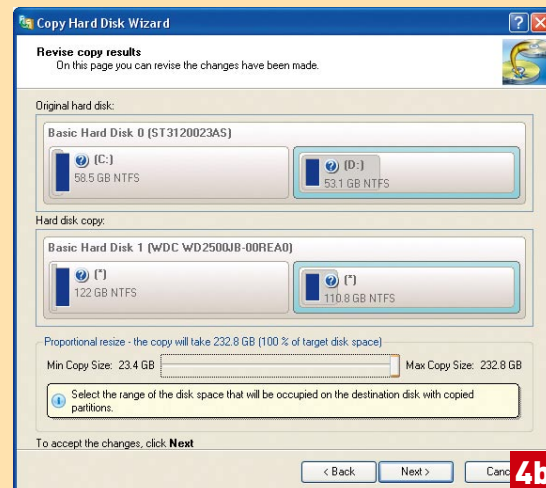 Copy Hard Disk Wizard
Revise copy results
On this page you can revise the changes have been made.
Original hard disk:
Basic Hard Disk 0 (ST3120023AS)
(C:)
58.5 GB NTFS
(D:)
53.1 GB NTFS
Hard disk copy:
Basic Hard Disk 1 (WDC WD2500JB-00REA0)
(*)
122 GB NTFS
(*)
110.8 GB NTFS
Proportional resize - the copy will take 232.8 GB (100 % of target disk space)
Min Copy Size: 23.4 GB
Max Copy Size: 232.8 GB
Select the range of the disk space that will be occupied on the destination disk with copied
partitions.
To accept the changes, click Next
< Back
Next >
Canc
4b